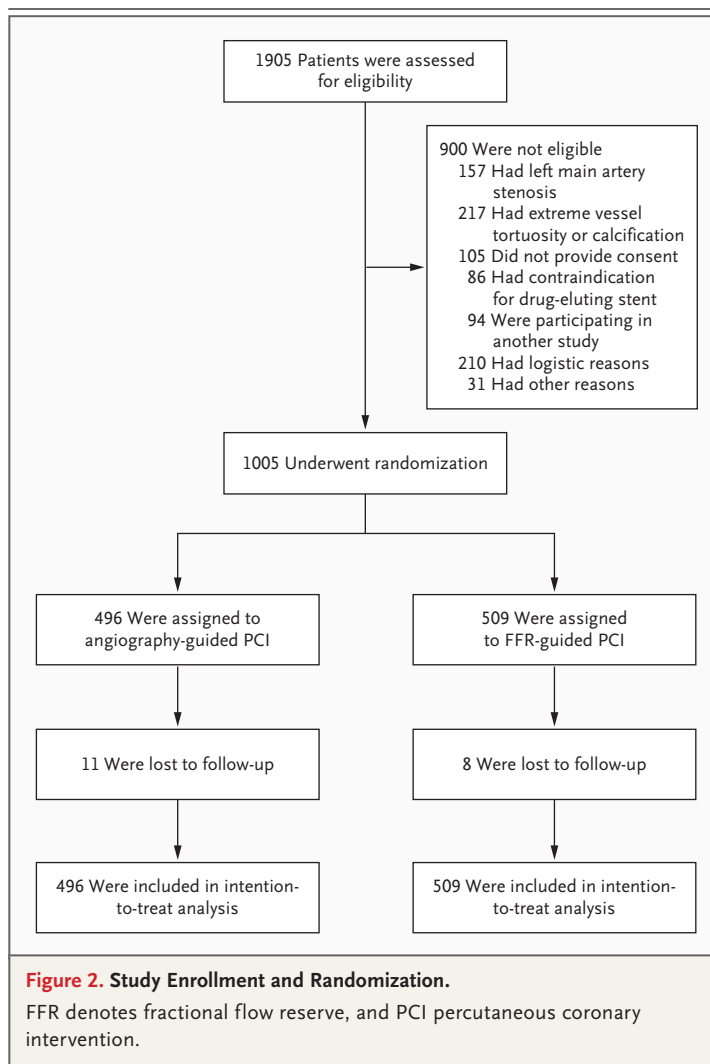 1905 Patients were assessed
for eligibility
900 Were not eligible
157 Had left main artery
stenosis
217 Had extreme vessel
tortuosity or calcification
105 Did not provide consent
86 Had contraindication
for drug-eluting stent
94 Were participating in
another study
210 Had logistic reasons
31 Had other reasons
1005 Underwent randomization
496 Were assigned to
angiography-guided PCI
509 Were assigned
to FFR-guided PCI
11 Were lost to follow-up
8 Were lost to follow-up
496 Were included in intention-
to-treat analysis
509 Were included in intention-
to-treat analysis
Figure 2. Study Enrollment and Randomization.
FFR denotes fractional flow reserve, and PCI percutaneous coronary
intervention.